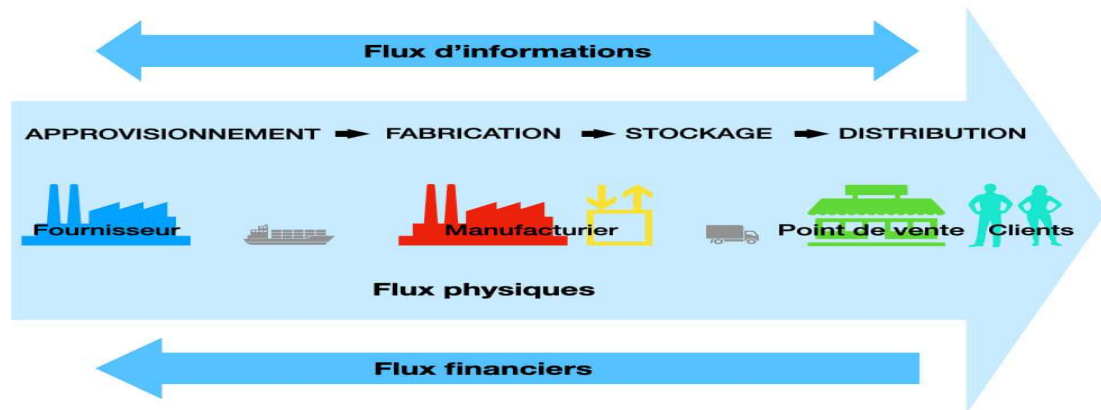 Flux d'informations
APPROVISIONNEMENT FABRICATION STOCKAGE DISTRIBUTION
Fournisseur Manufacturier Point de vente Clients
Flux physiques
Flux financiers